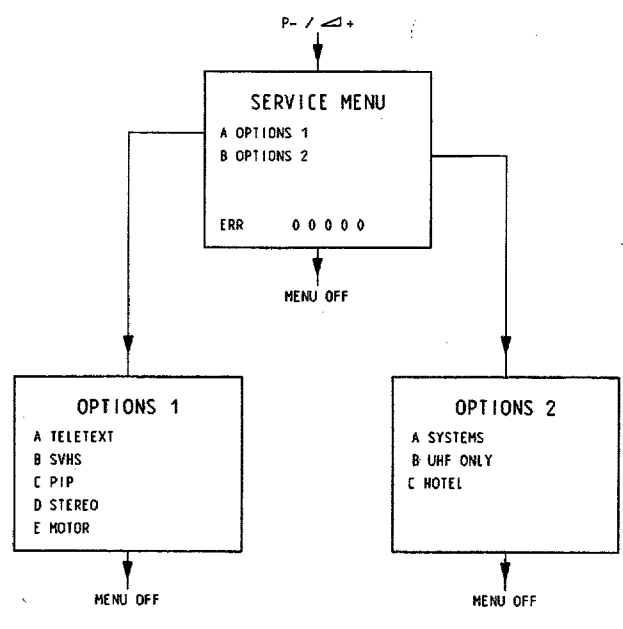 P- / +
SERVICE MENU
A OPTIONS 1
B OPTIONS 2
ERR 0 0 0 0 0
MENU OFF
OPTIONS 1
A TELETEXT
B SVHS
C PIP
D STEREO
E MOTOR
MENU OFF
OPTIONS 2
A SYSTEMS
B UHF ONLY
C HOTEL
MENU OFF